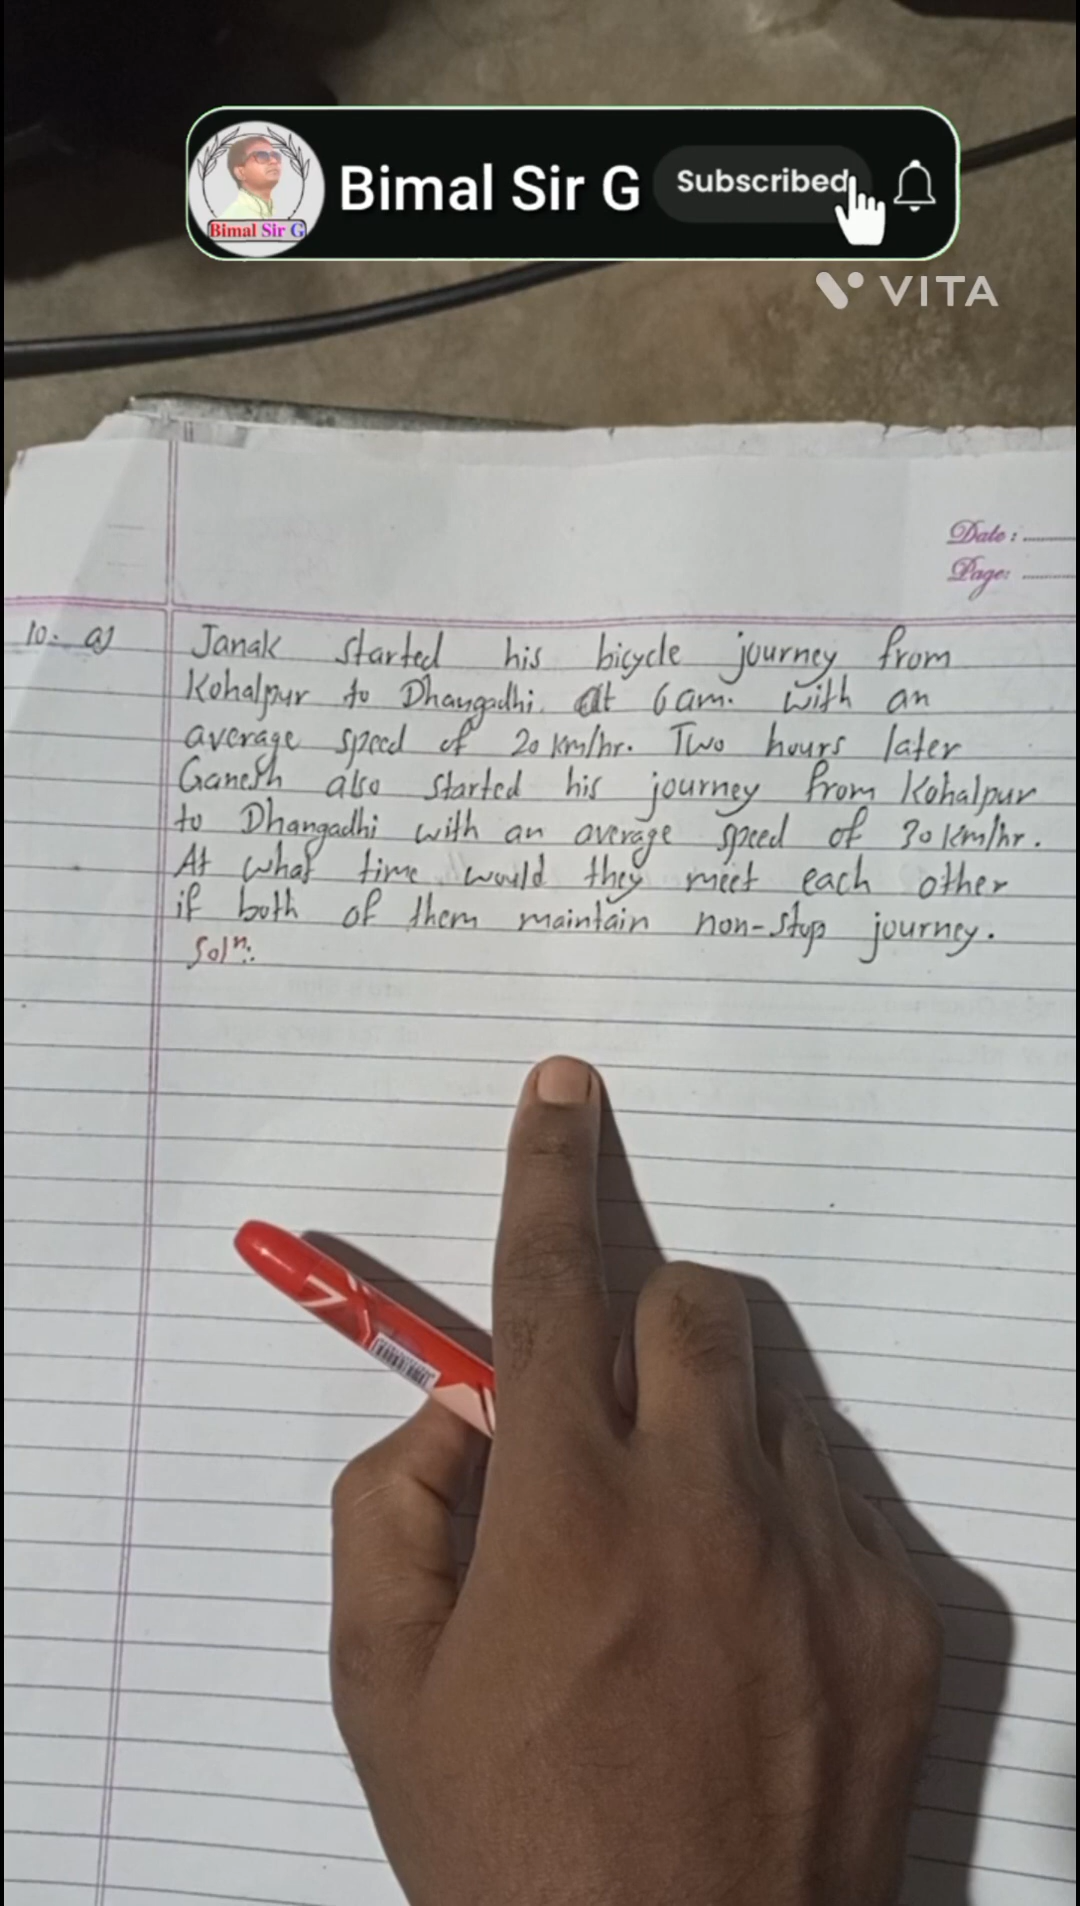 Bimal Sir G
Subscribed
Bimal Sir G
VITA
Date:
Page:
10. a) Janak started his bicycle journey from
Kohalpur to Dhangadhi. At 6 am. with an
average speed of 20 km/hr. Two hours later
Ganesh also started his journey from Kohalpur
to Dhangadhi with an average speed of 30 km/hr.
At what time would they meet each other
if both of them maintain non-stop journey.
Solⁿ: